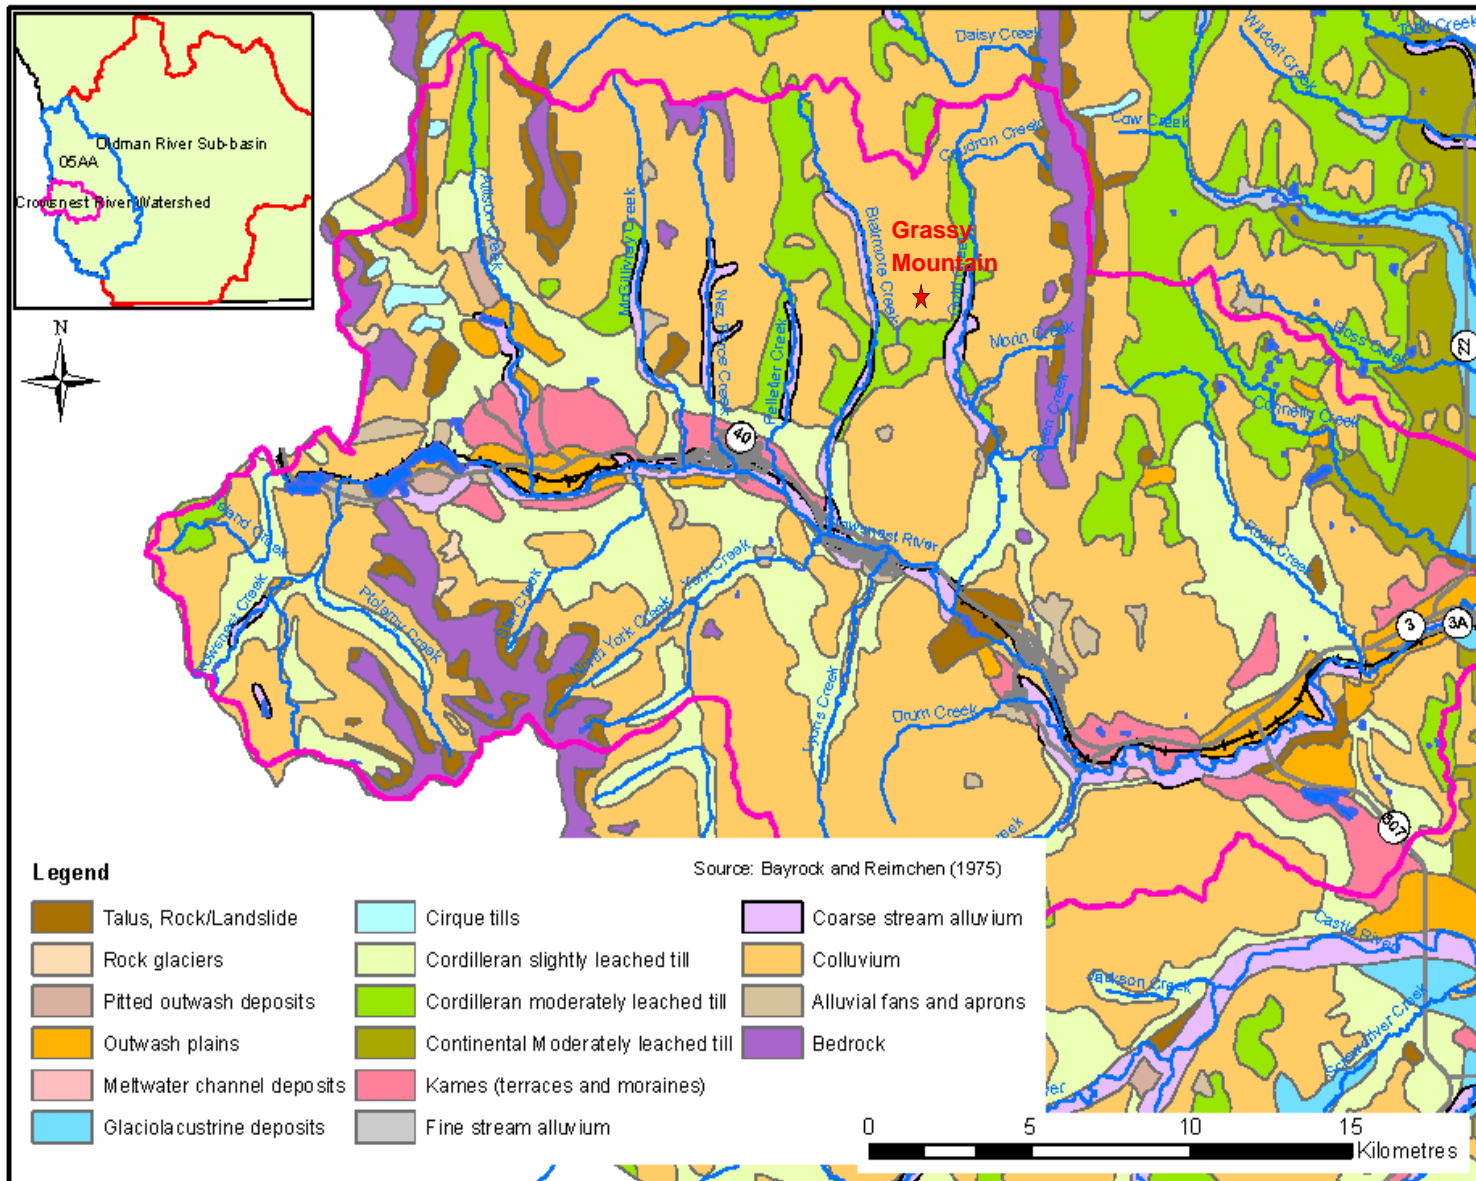 Oldman River Sub-basin
05AA
Crowsnest River Watershed
N
Daisy Creek
Wildcat Creek
Todd Creek
Cow Creek
Gaudron Creek
Allison Creek
McGillivray Creek
Nez Perce Creek
Pelletier Creek
Blairmore Creek
Grassy
Mountain
Morin Creek
Green Creek
Ross Creek
Connelly Creek
22
40
Island Creek
Crowsnest Creek
Ptolemy Creek
Star Creek
North York Creek
York Creek
Crowsnest River
Lyons Creek
Drum Creek
Rock Creek
3
3A
507
Castle River
Jackson Creek
Screwdriver Creek
Legend
Source: Bayrock and Reimchen (1975)
Talus, Rock/Landslide
Rock glaciers
Pitted outwash deposits
Outwash plains
Meltwater channel deposits
Glaciolacustrine deposits
Cirque tills
Cordilleran slightly leached till
Cordilleran moderately leached till
Continental Moderately leached till
Kames (terraces and moraines)
Fine stream alluvium
Coarse stream alluvium
Colluvium
Alluvial fans and aprons
Bedrock
0 5 10 15
Kilometres